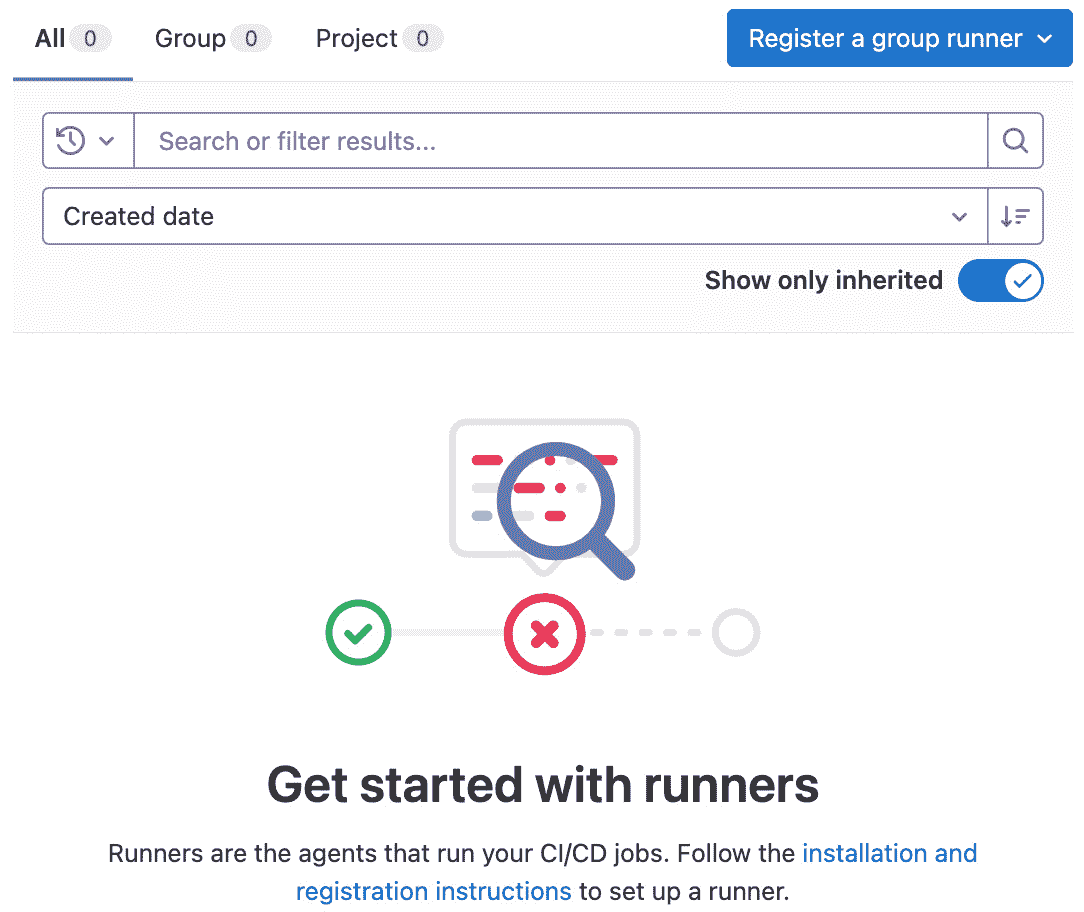 All 0 Group 0 Project 0 Register a group runner
Search or filter results...
Created date
Show only inherited
Get started with runners
Runners are the agents that run your CI/CD jobs. Follow the installation and
registration instructions to set up a runner.